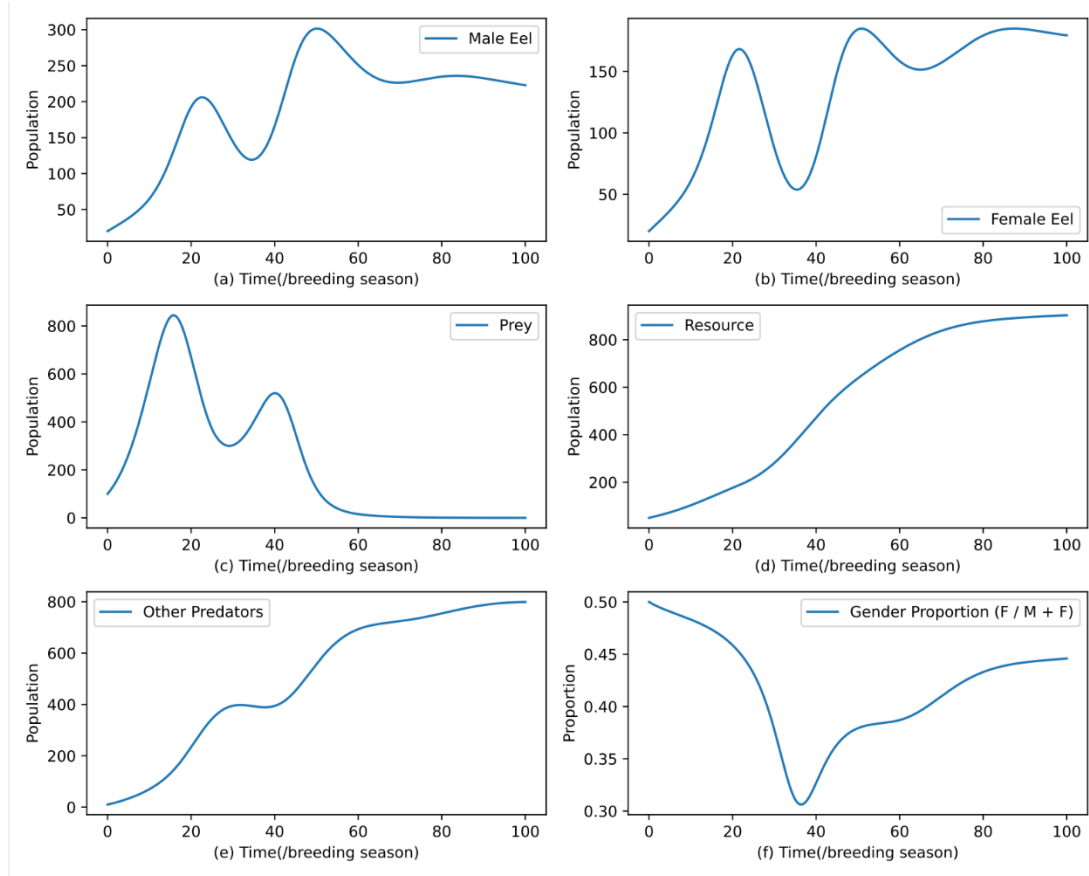 300
250
200
150
100
50
Population
Male Eel
0 20 40 60 80 100
(a) Time(/breeding season)
150
100
50
Population
Female Eel
0 20 40 60 80 100
(b) Time(/breeding season)
800
600
400
200
0
Population
Prey
0 20 40 60 80 100
(c) Time(/breeding season)
800
600
400
200
Population
Resource
0 20 40 60 80 100
(d) Time(/breeding season)
800
600
400
200
0
Population
Other Predators
0 20 40 60 80 100
(e) Time(/breeding season)
0.50
0.45
0.40
0.35
0.30
Proportion
Gender Proportion (F / M + F)
0 20 40 60 80 100
(f) Time(/breeding season)